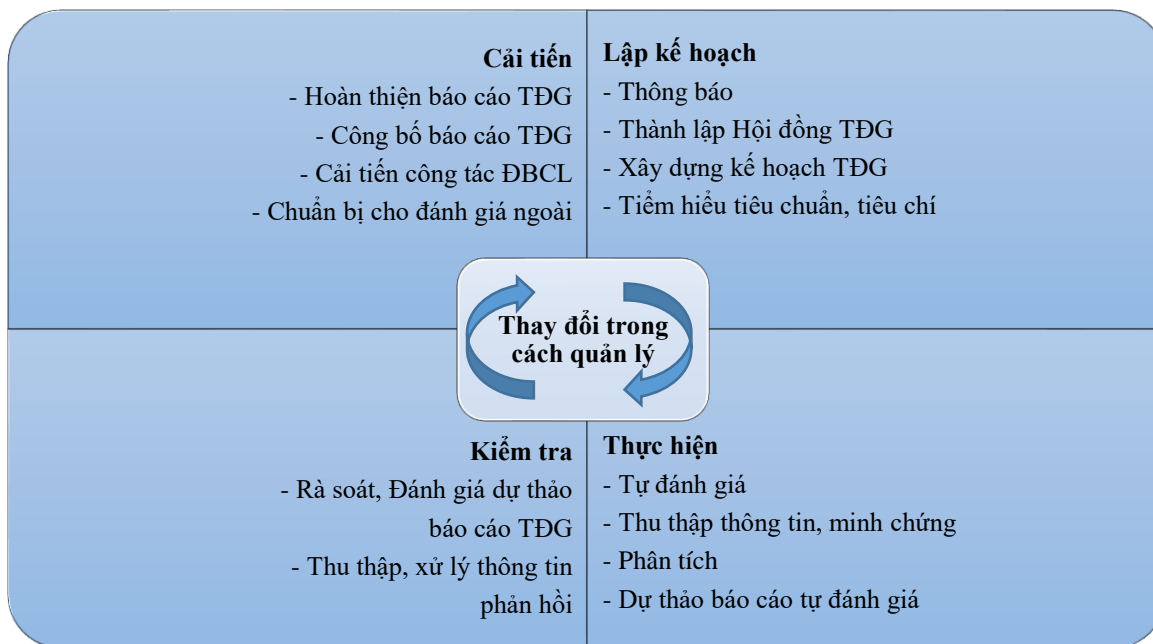 Cải tiến
- Hoàn thiện báo cáo TĐG
- Công bố báo cáo TĐG
- Cải tiến công tác ĐBCL
- Chuẩn bị cho đánh giá ngoài
Lập kế hoạch
- Thông báo
- Thành lập Hội đồng TĐG
- Xây dựng kế hoạch TĐG
- Tiểm hiểu tiêu chuẩn, tiêu chí
Thay đổi trong
cách quản lý
Kiểm tra
- Rà soát, Đánh giá dự thảo
báo cáo TĐG
- Thu thập, xử lý thông tin
phản hồi
Thực hiện
- Tự đánh giá
- Thu thập thông tin, minh chứng
- Phân tích
- Dự thảo báo cáo tự đánh giá